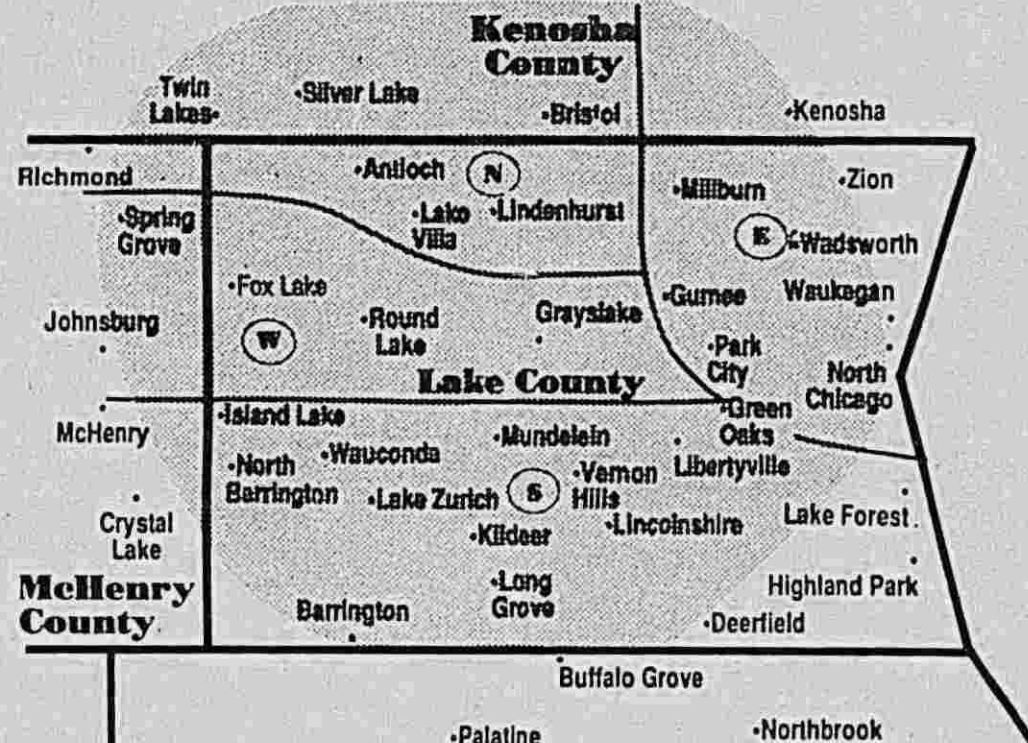 Kenosha
County
Twin
Lakes
Silver Lake
Bristol
Kenosha
Richmond
Antioch
N
Millburn
Zion
Spring
Grove
Lake
Villa
Lindenhurst
E
Wadsworth
Fox Lake
Gurnee
Waukegan
Johnsburg
Round
Lake
Grayslake
W
Park
City
North
Chicago
Lake County
Island Lake
Green
Oaks
McHenry
Mundelein
Wauconda
Libertyville
North
Barrington
Lake Zurich
S
Vernon
Hills
Crystal
Lake
Kildeer
Lincolnshire
Lake Forest
McHenry
County
Long
Grove
Highland Park
Barrington
Deerfield
Buffalo Grove
Palatine
Northbrook